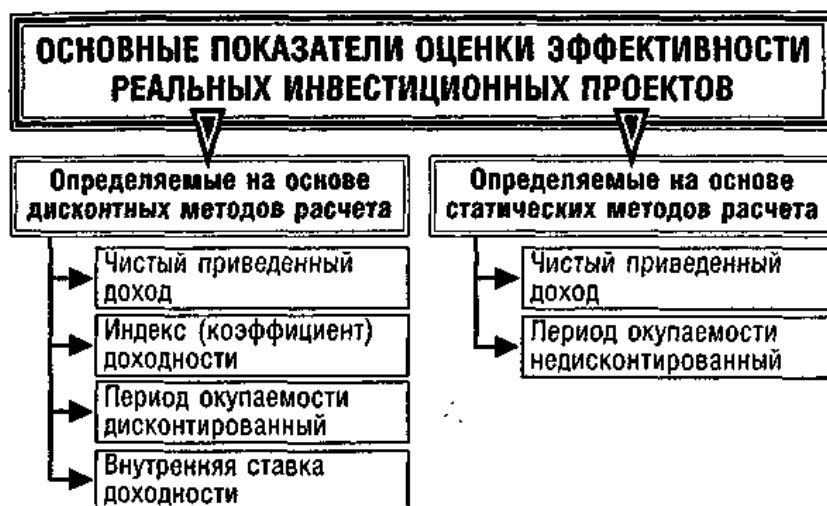 ОСНОВНЫЕ ПОКАЗАТЕЛИ ОЦЕНКИ ЭФФЕКТИВНОСТИ
РЕАЛЬНЫХ ИНВЕСТИЦИОННЫХ ПРОЕКТОВ
Определяемые на основе
дисконтных методов расчета
Чистый приведенный
доход
Индекс (коэффициент)
доходности
Период окупаемости
дисконтированный
Внутренняя ставка
доходности
Определяемые на основе
статических методов расчета
Чистый приведенный
доход
Период окупаемости
недисконтированный